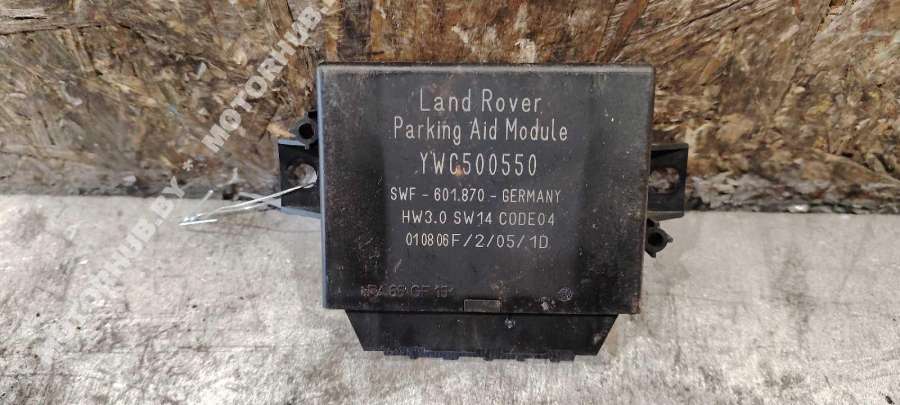 Land Rover
Parking Aid Module
YWC500550
SWF - 601.870 - GERMANY
HW3.0 SW14 CODE04
010806F/2/05/1D
MOTORHUB.BY * MOTORHUB.BY * MOTORHUB